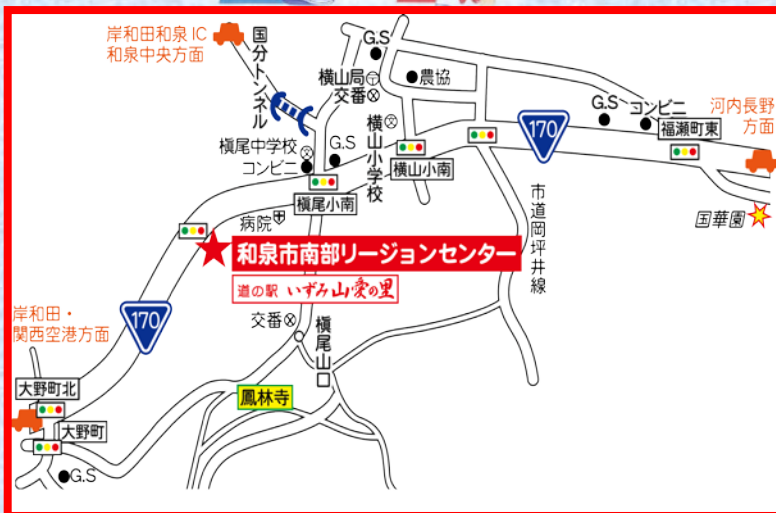 岸和田和泉IC
和泉中央方面
国分トンネル
G.S
横山局
交番
農協
槇尾中学校
コンビニ
G.S
横山小学校
横山小南
170
G.S
コンビニ
福瀬町東
河内長野
方面
国華園
市道岡坪井線
槇尾小南
病院
和泉市南部リージョンセンター
道の駅 いずみ山愛の里
岸和田・
関西空港方面
170
交番
槇尾山口
鳳林寺
大野町北
大野町
G.S